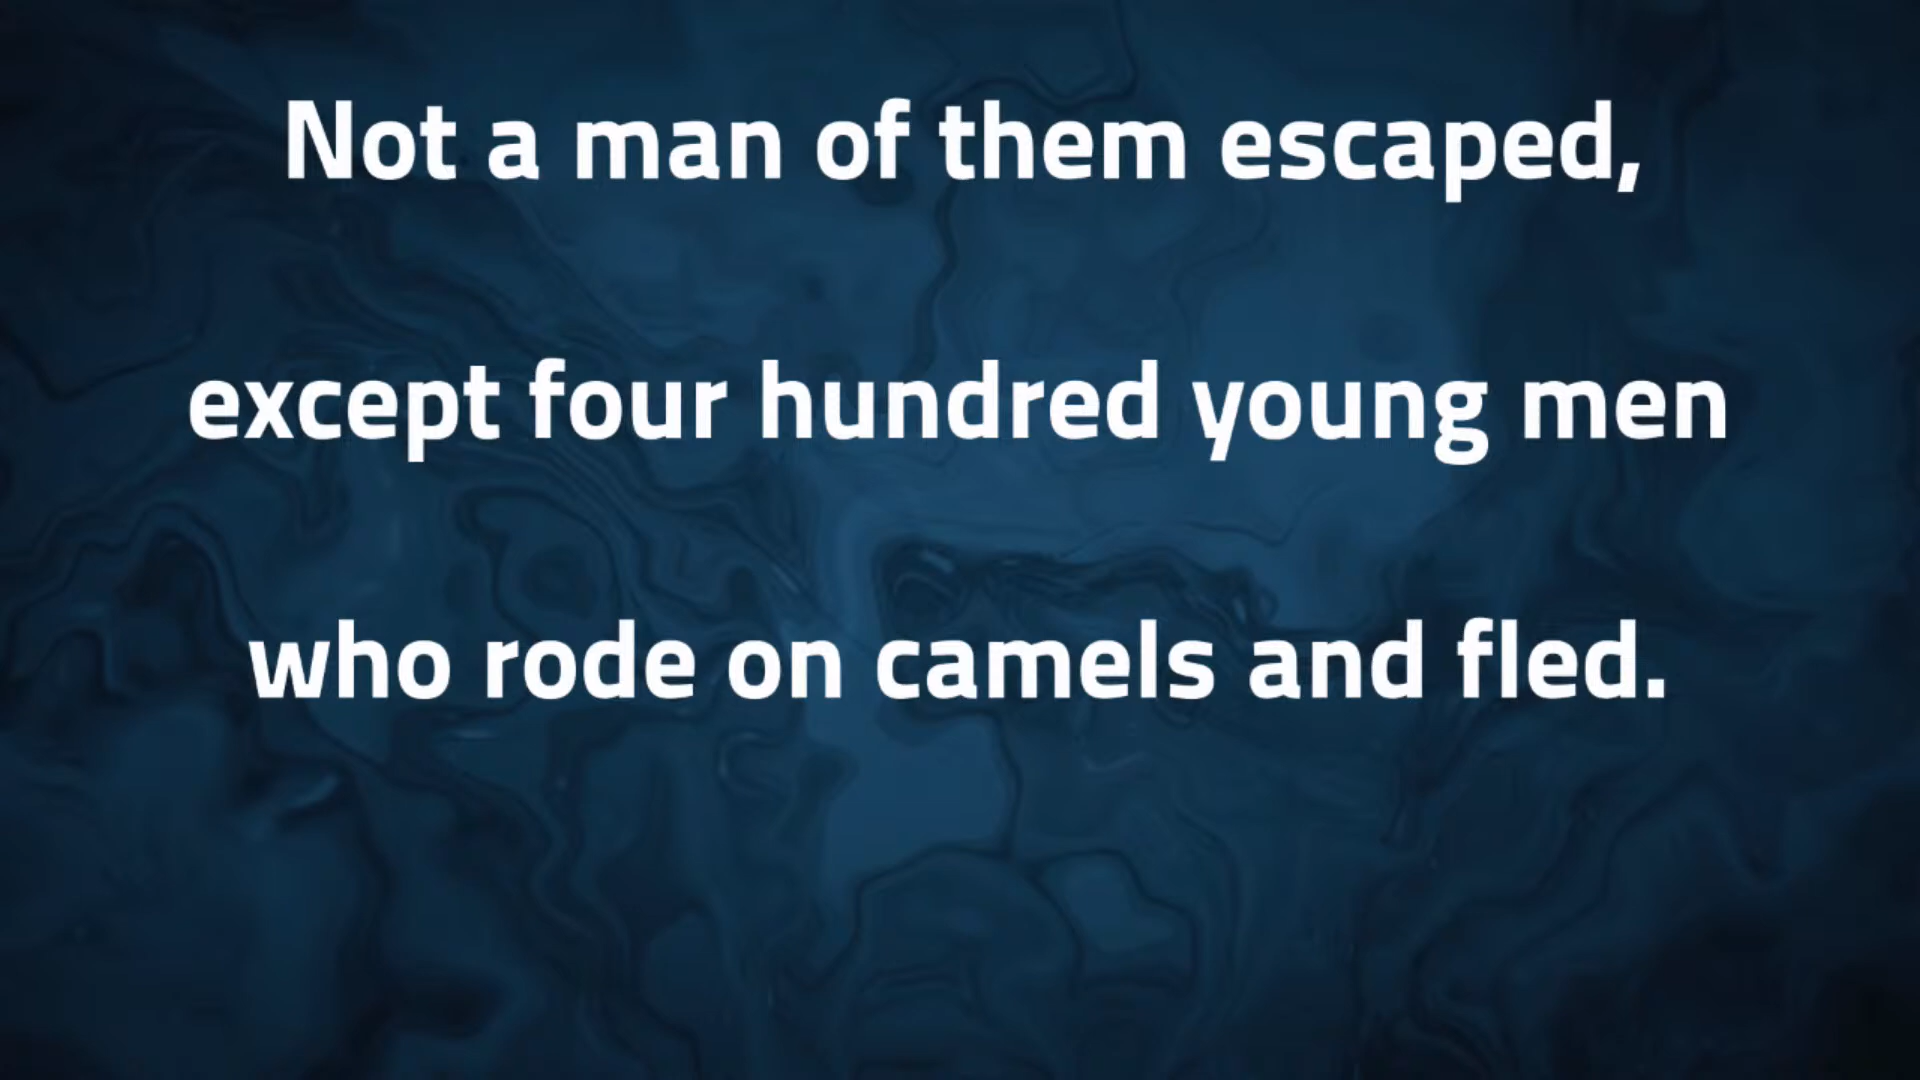 Not a man of them escaped,
except four hundred young men
who rode on camels and fled.